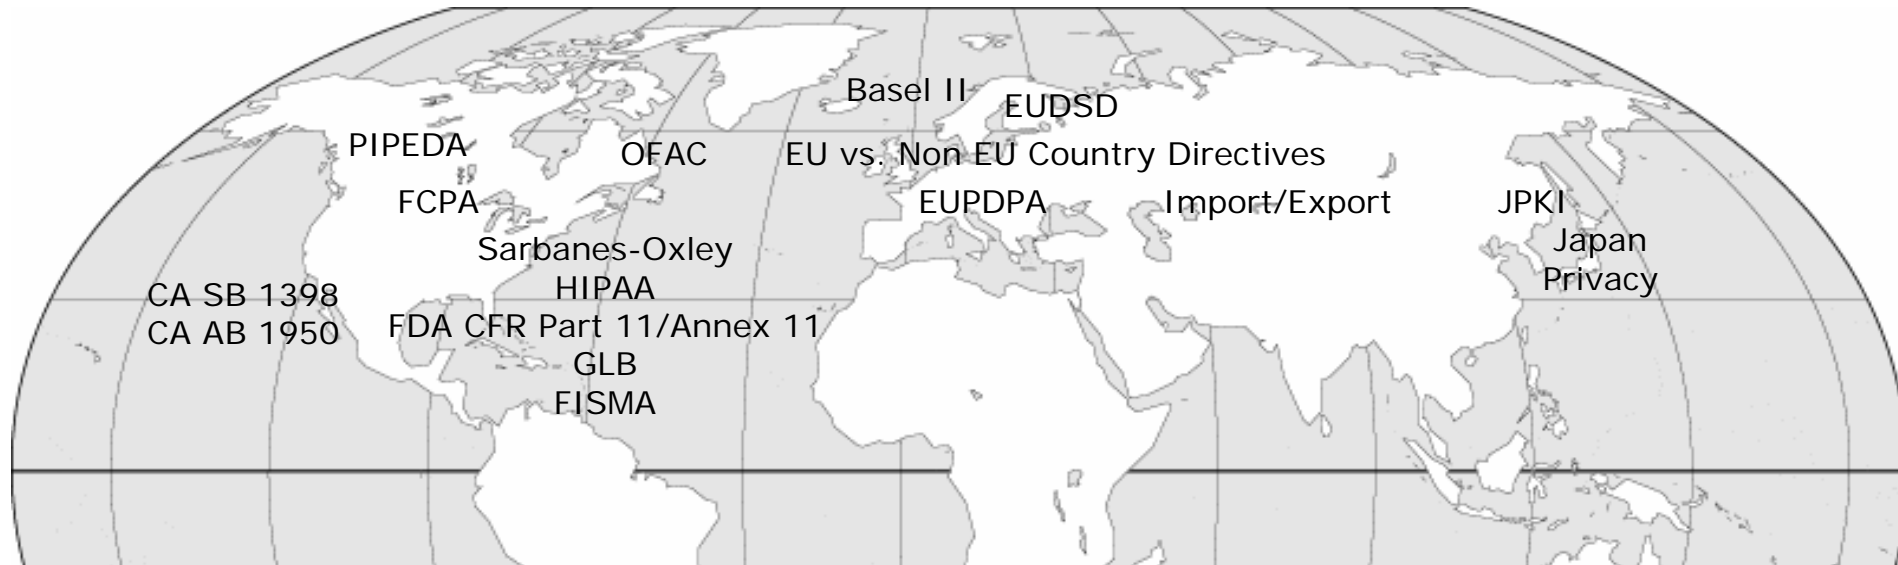 Basel II
EUDSD
PIPEDA
OFAC
EU vs. Non EU Country Directives
FCPA
EUPDPA
Import/Export
JPKI
Sarbanes-Oxley
Japan
Privacy
HIPAA
CA SB 1398
CA AB 1950
FDA CFR Part 11/Annex 11
GLB
FISMA